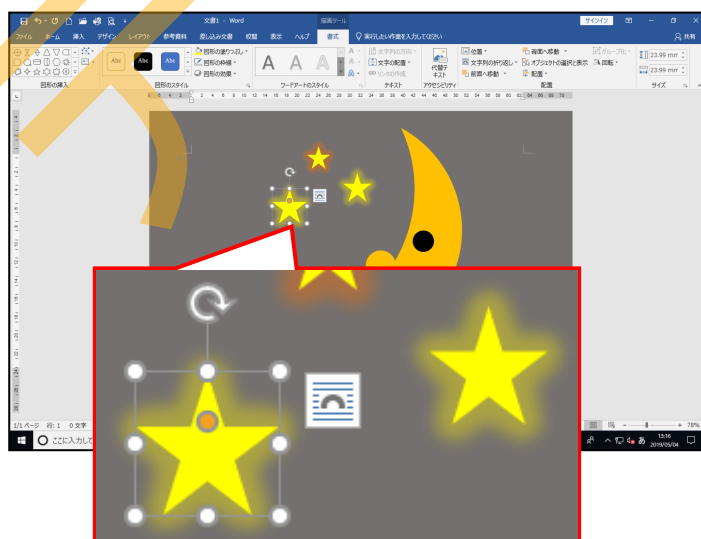 文書1 - Word
描画ツール
サインイン
ファイル ホーム 挿入 デザイン レイアウト 参考資料 差し込み文書 校閲 表示 ヘルプ 書式 実行したい作業を入力してください 共有
Abc Abc Abc
図形の塗りつぶし
図形の枠線
図形の効果
A A A
文字列の方向
文字の配置
リンクの作成
代替テキスト
位置
文字列の折り返し
前面へ移動
背面へ移動
オブジェクトの選択と表示
配置
グループ化
回転
23.99 mm
23.99 mm
図形の挿入 図形のスタイル ワードアートのスタイル テキスト アクセシビリティ 配置 サイズ
1/1 ページ 行: 1 0 文字
78%
ここに入力して
あ
13:16
2019/05/04